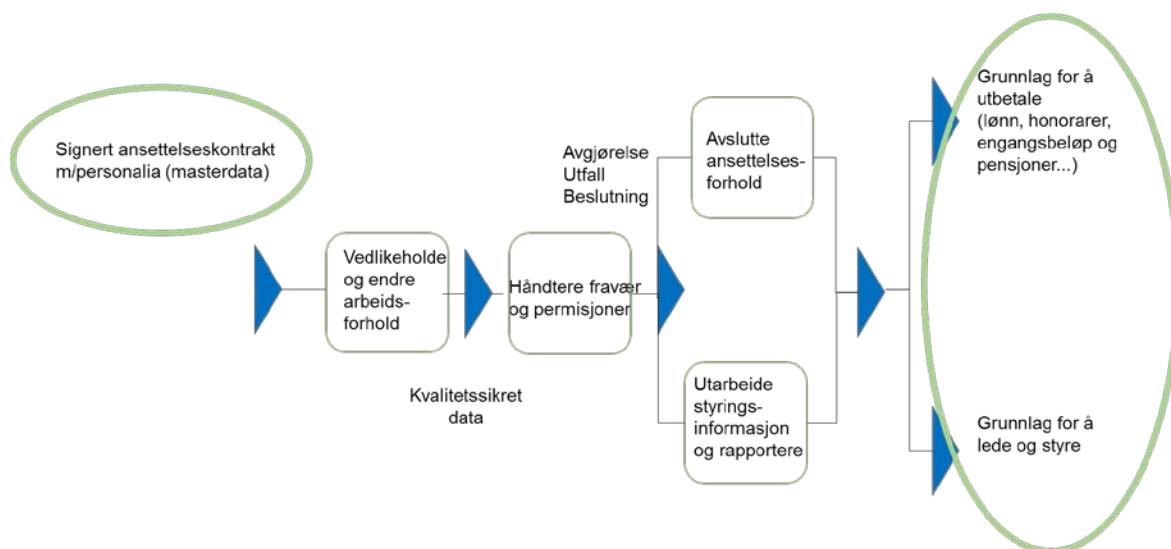 Signert ansettelseskontrakt
m/personalia (masterdata)
Vedlikeholde
og endre
arbeids-
forhold
Kvalitetssikret
data
Håndtere fravær
og permisjoner
Avgjørelse
Utfall
Beslutning
Avslutte
ansettelses-
forhold
Utarbeide
styrings-
informasjon
og rapportere
Grunnlag for å
utbetale
(lønn, honorarer,
engangsbeløp og
pensjoner...)
Grunnlag for å
lede og styre